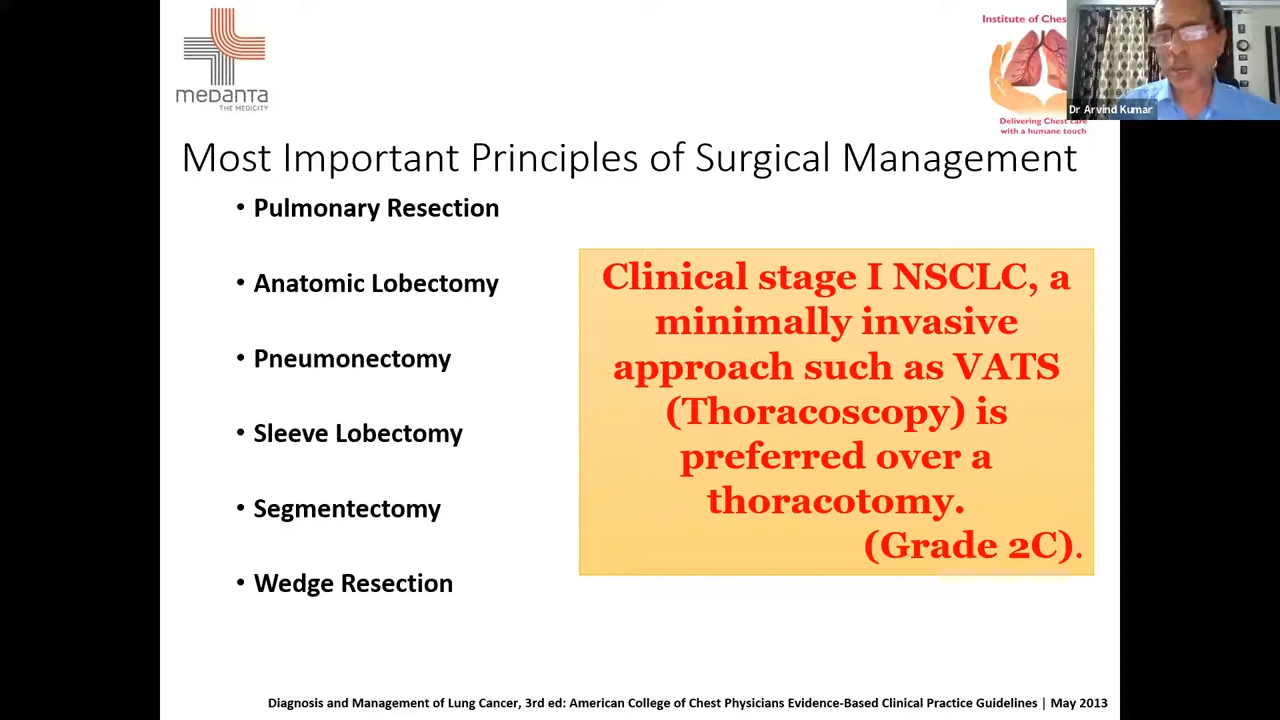 medanta
THE MEDICITY
Institute of Chest
Delivering Chest care
with a humane touch
Dr Arvind Kumar
Most Important Principles of Surgical Management
• Pulmonary Resection
• Anatomic Lobectomy
• Pneumonectomy
• Sleeve Lobectomy
• Segmentectomy
• Wedge Resection
Clinical stage I NSCLC, a
minimally invasive
approach such as VATS
(Thoracoscopy) is
preferred over a
thoracotomy.
(Grade 2C).
Diagnosis and Management of Lung Cancer, 3rd ed: American College of Chest Physicians Evidence-Based Clinical Practice Guidelines | May 2013